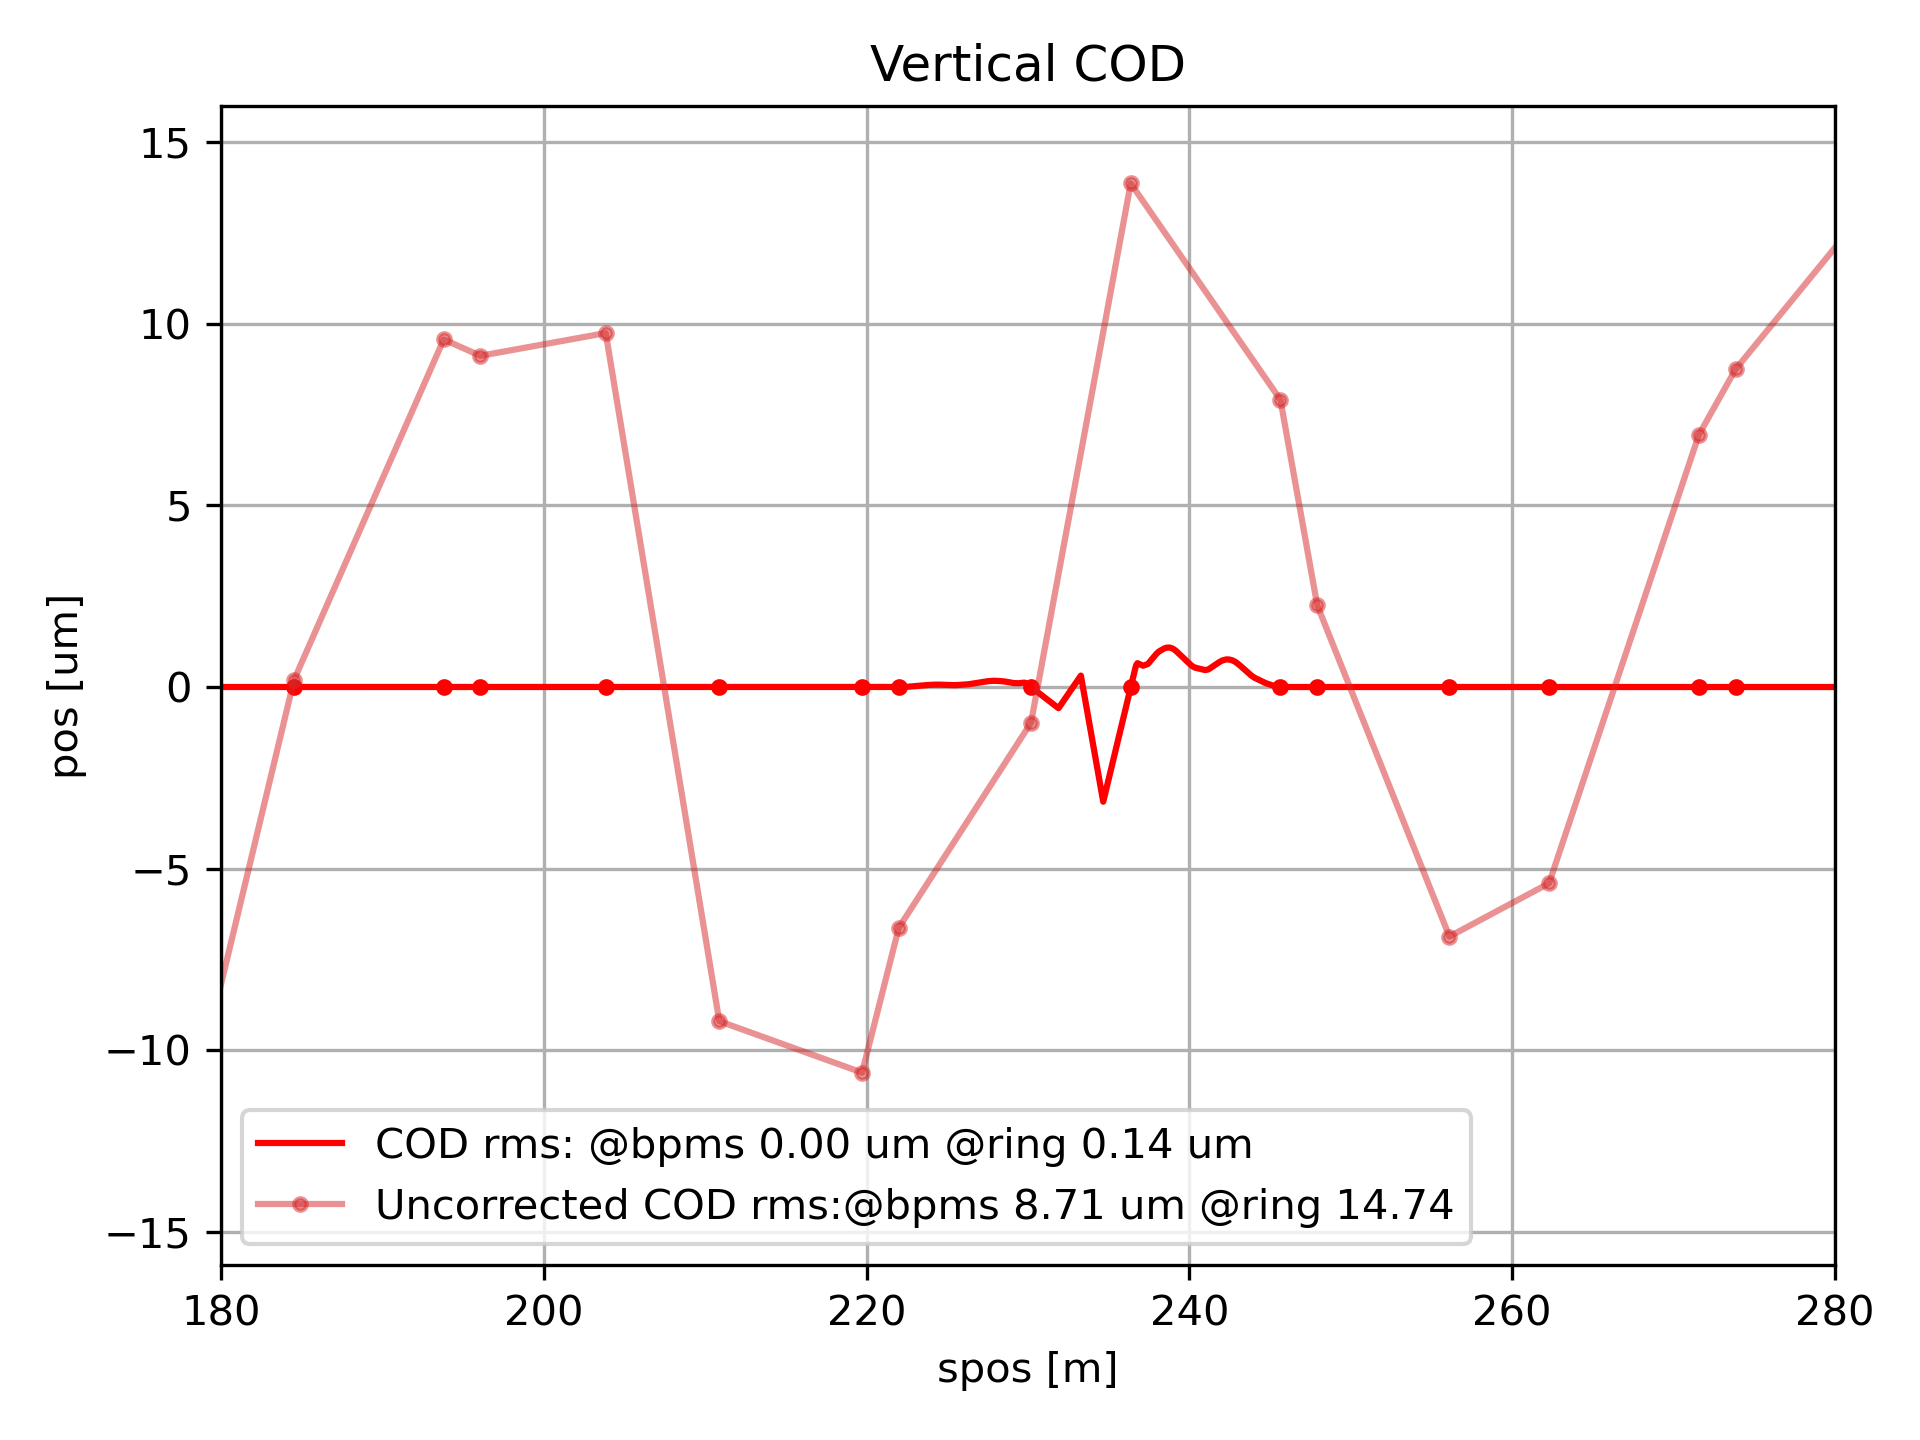 Vertical COD
15
10
5
0
−5
−10
−15
pos [um]
COD rms: @bpms 0.00 um @ring 0.14 um
Uncorrected COD rms:@bpms 8.71 um @ring 14.74
180 200 220 240 260 280
spos [m]